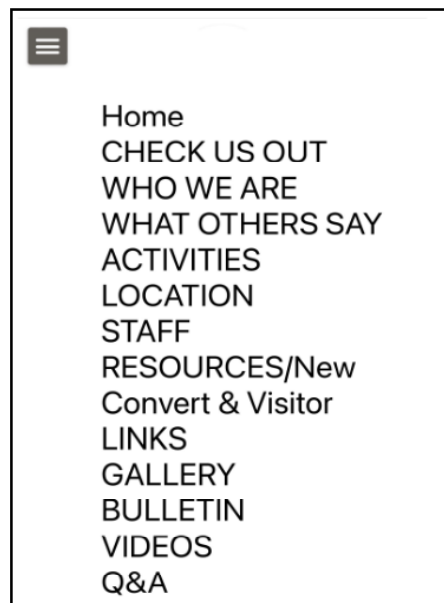 Home
CHECK US OUT
WHO WE ARE
WHAT OTHERS SAY
ACTIVITIES
LOCATION
STAFF
RESOURCES/New
Convert & Visitor
LINKS
GALLERY
BULLETIN
VIDEOS
Q&A